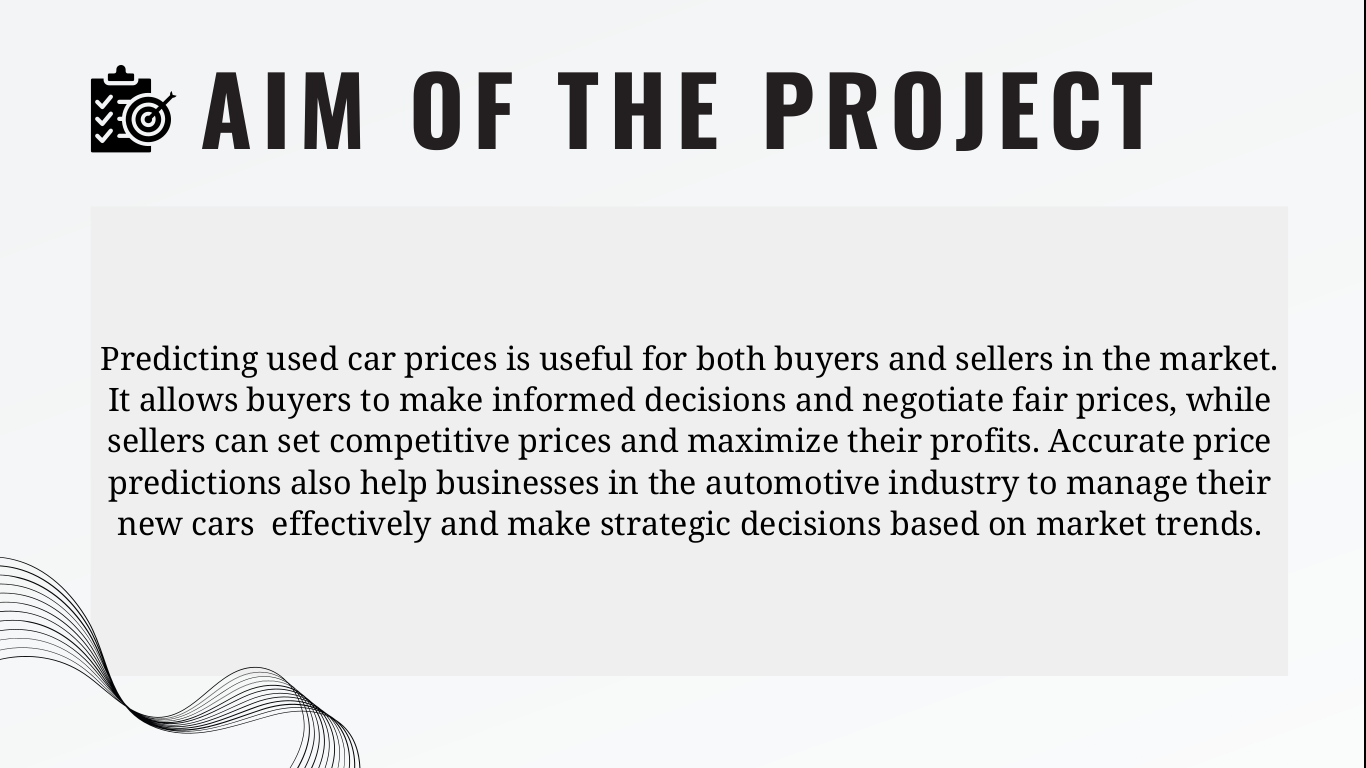 AIM OF THE PROJECT
Predicting used car prices is useful for both buyers and sellers in the market.
It allows buyers to make informed decisions and negotiate fair prices, while
sellers can set competitive prices and maximize their profits. Accurate price
predictions also help businesses in the automotive industry to manage their
new cars  effectively and make strategic decisions based on market trends.